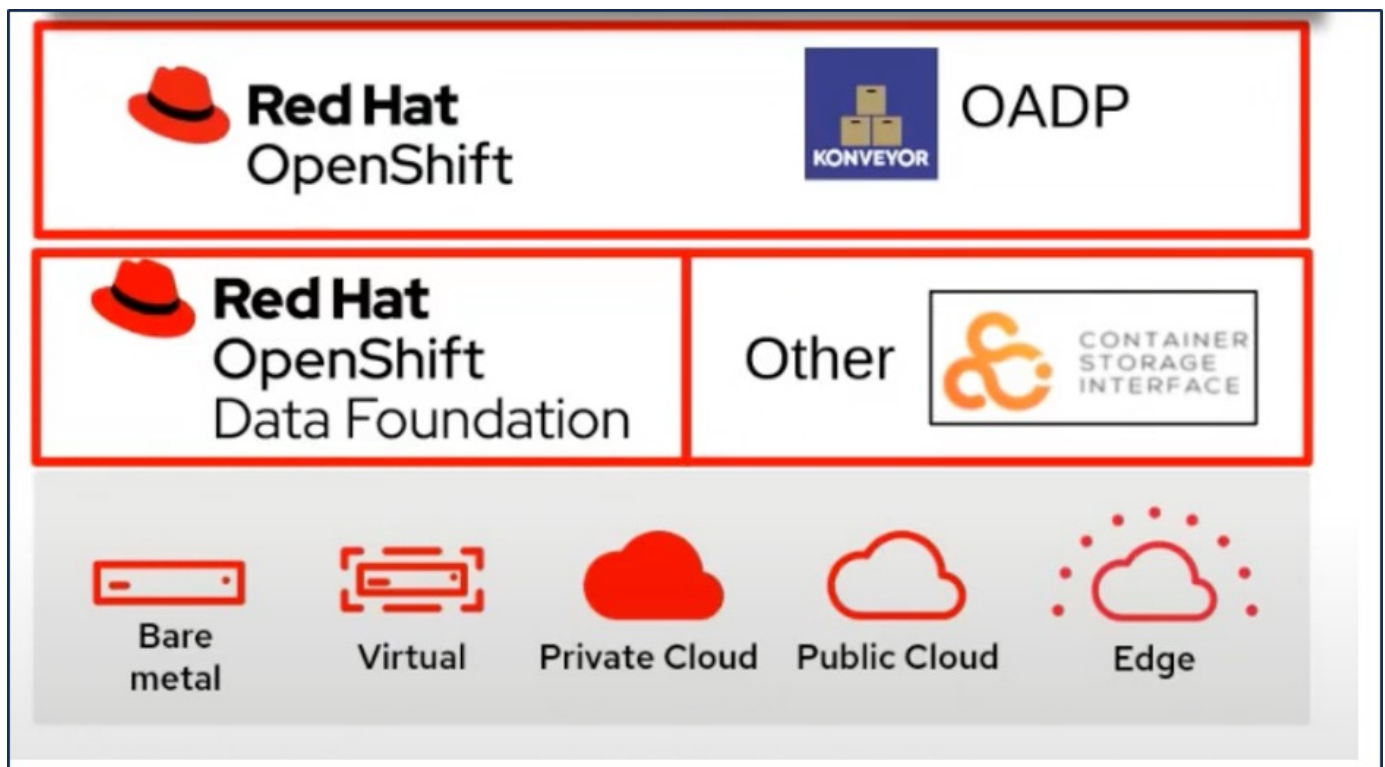 Red Hat
OpenShift
KONVEYOR
OADP
Red Hat
OpenShift
Data Foundation
Other
CONTAINER
STORAGE
INTERFACE
Bare
metal
Virtual
Private Cloud
Public Cloud
Edge